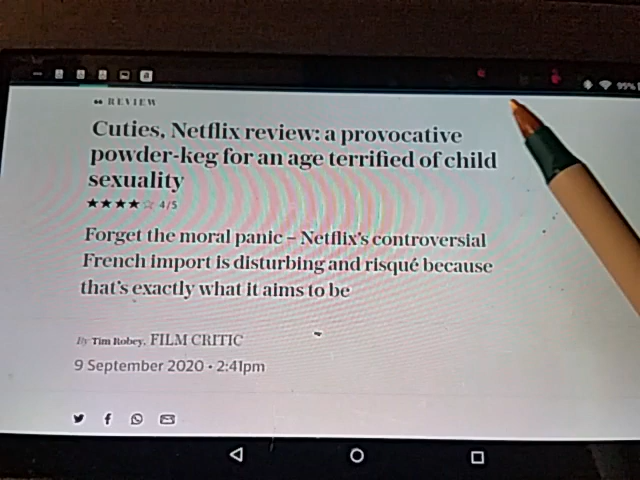 REVIEW
Cuties, Netflix review: a provocative
powder-keg for an age terrified of child
sexuality
4/5
Forget the moral panic – Netflix's controversial
French import is disturbing and risqué because
that's exactly what it aims to be
By Tim Robey, FILM CRITIC
9 September 2020 • 2:41pm